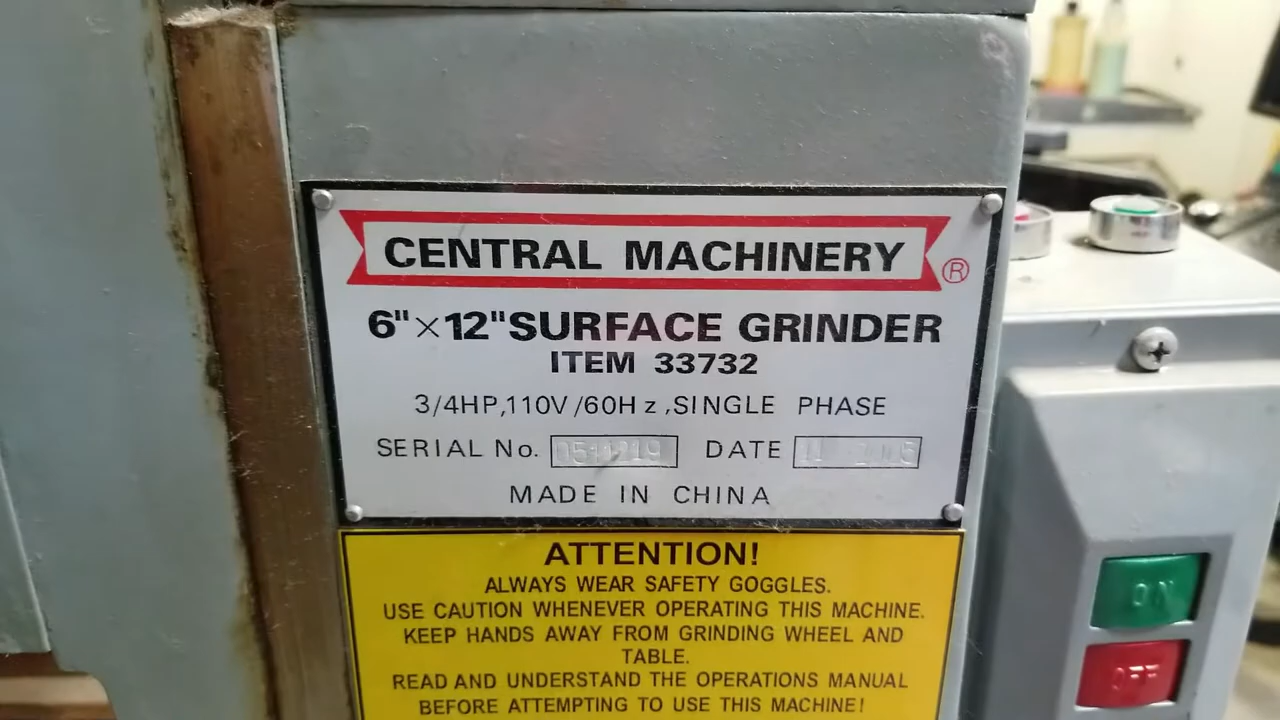 CENTRAL MACHINERY
®
6"×12"SURFACE GRINDER
ITEM 33732
3/4HP,110V/60Hz,SINGLE PHASE
SERIAL No. DATE
MADE IN CHINA
ATTENTION!
ALWAYS WEAR SAFETY GOGGLES.
USE CAUTION WHENEVER OPERATING THIS MACHINE.
KEEP HANDS AWAY FROM GRINDING WHEEL AND
TABLE.
READ AND UNDERSTAND THE OPERATIONS MANUAL
BEFORE ATTEMPTING TO USE THIS MACHINE!
ON
OFF